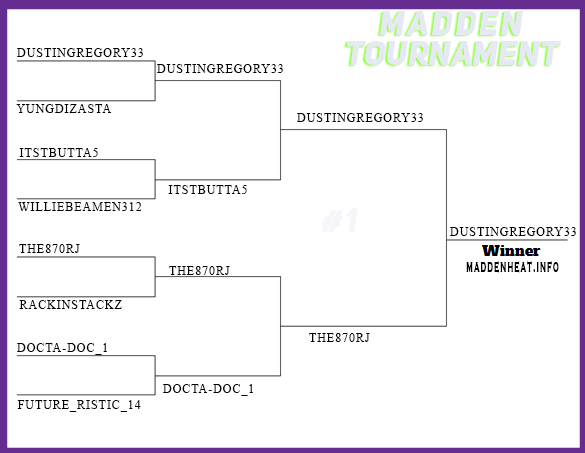 MADDEN
TOURNAMENT
DUSTINGREGORY33
DUSTINGREGORY33
YUNGDIZASTA
DUSTINGREGORY33
ITSTBUTTA5
ITSTBUTTA5
WILLIEBEAMEN312
#1
DUSTINGREGORY33
Winner
MADDENHEAT.INFO
THE870RJ
THE870RJ
RACKINSTACKZ
THE870RJ
DOCTA-DOC_1
DOCTA-DOC_1
FUTURE_RISTIC_14